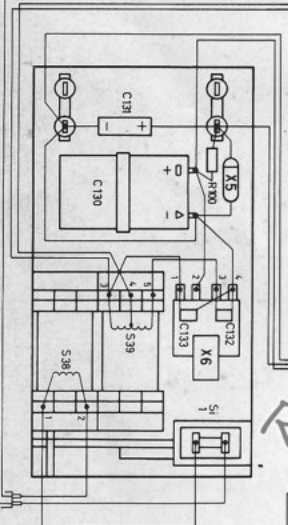 C131
− +
C130
+
− Δ
R100
X5
3 4 5
1 2 3 4
C133
C132
X6
S39
S38
1 2
Si
1